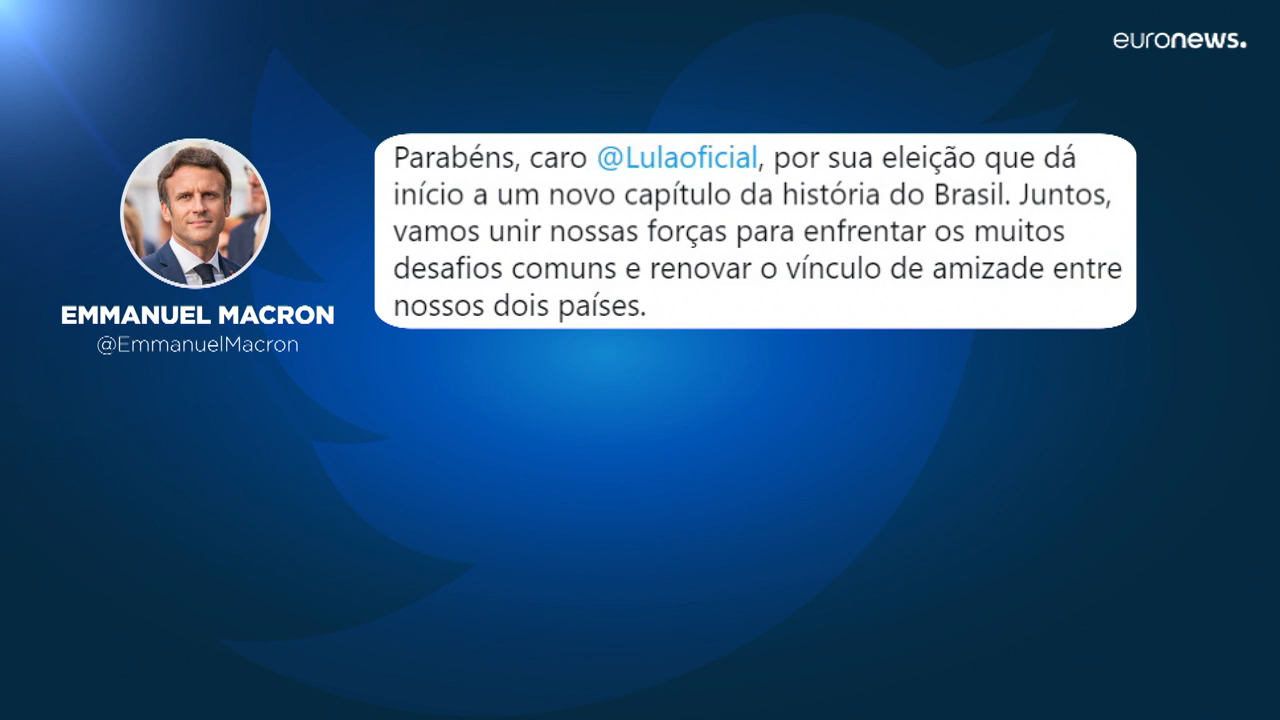 euronews.
Parabéns, caro @Lulaoficial, por sua eleição que dá
início a um novo capítulo da história do Brasil. Juntos,
vamos unir nossas forças para enfrentar os muitos
desafios comuns e renovar o vínculo de amizade entre
nossos dois países.
EMMANUEL MACRON
@EmmanuelMacron